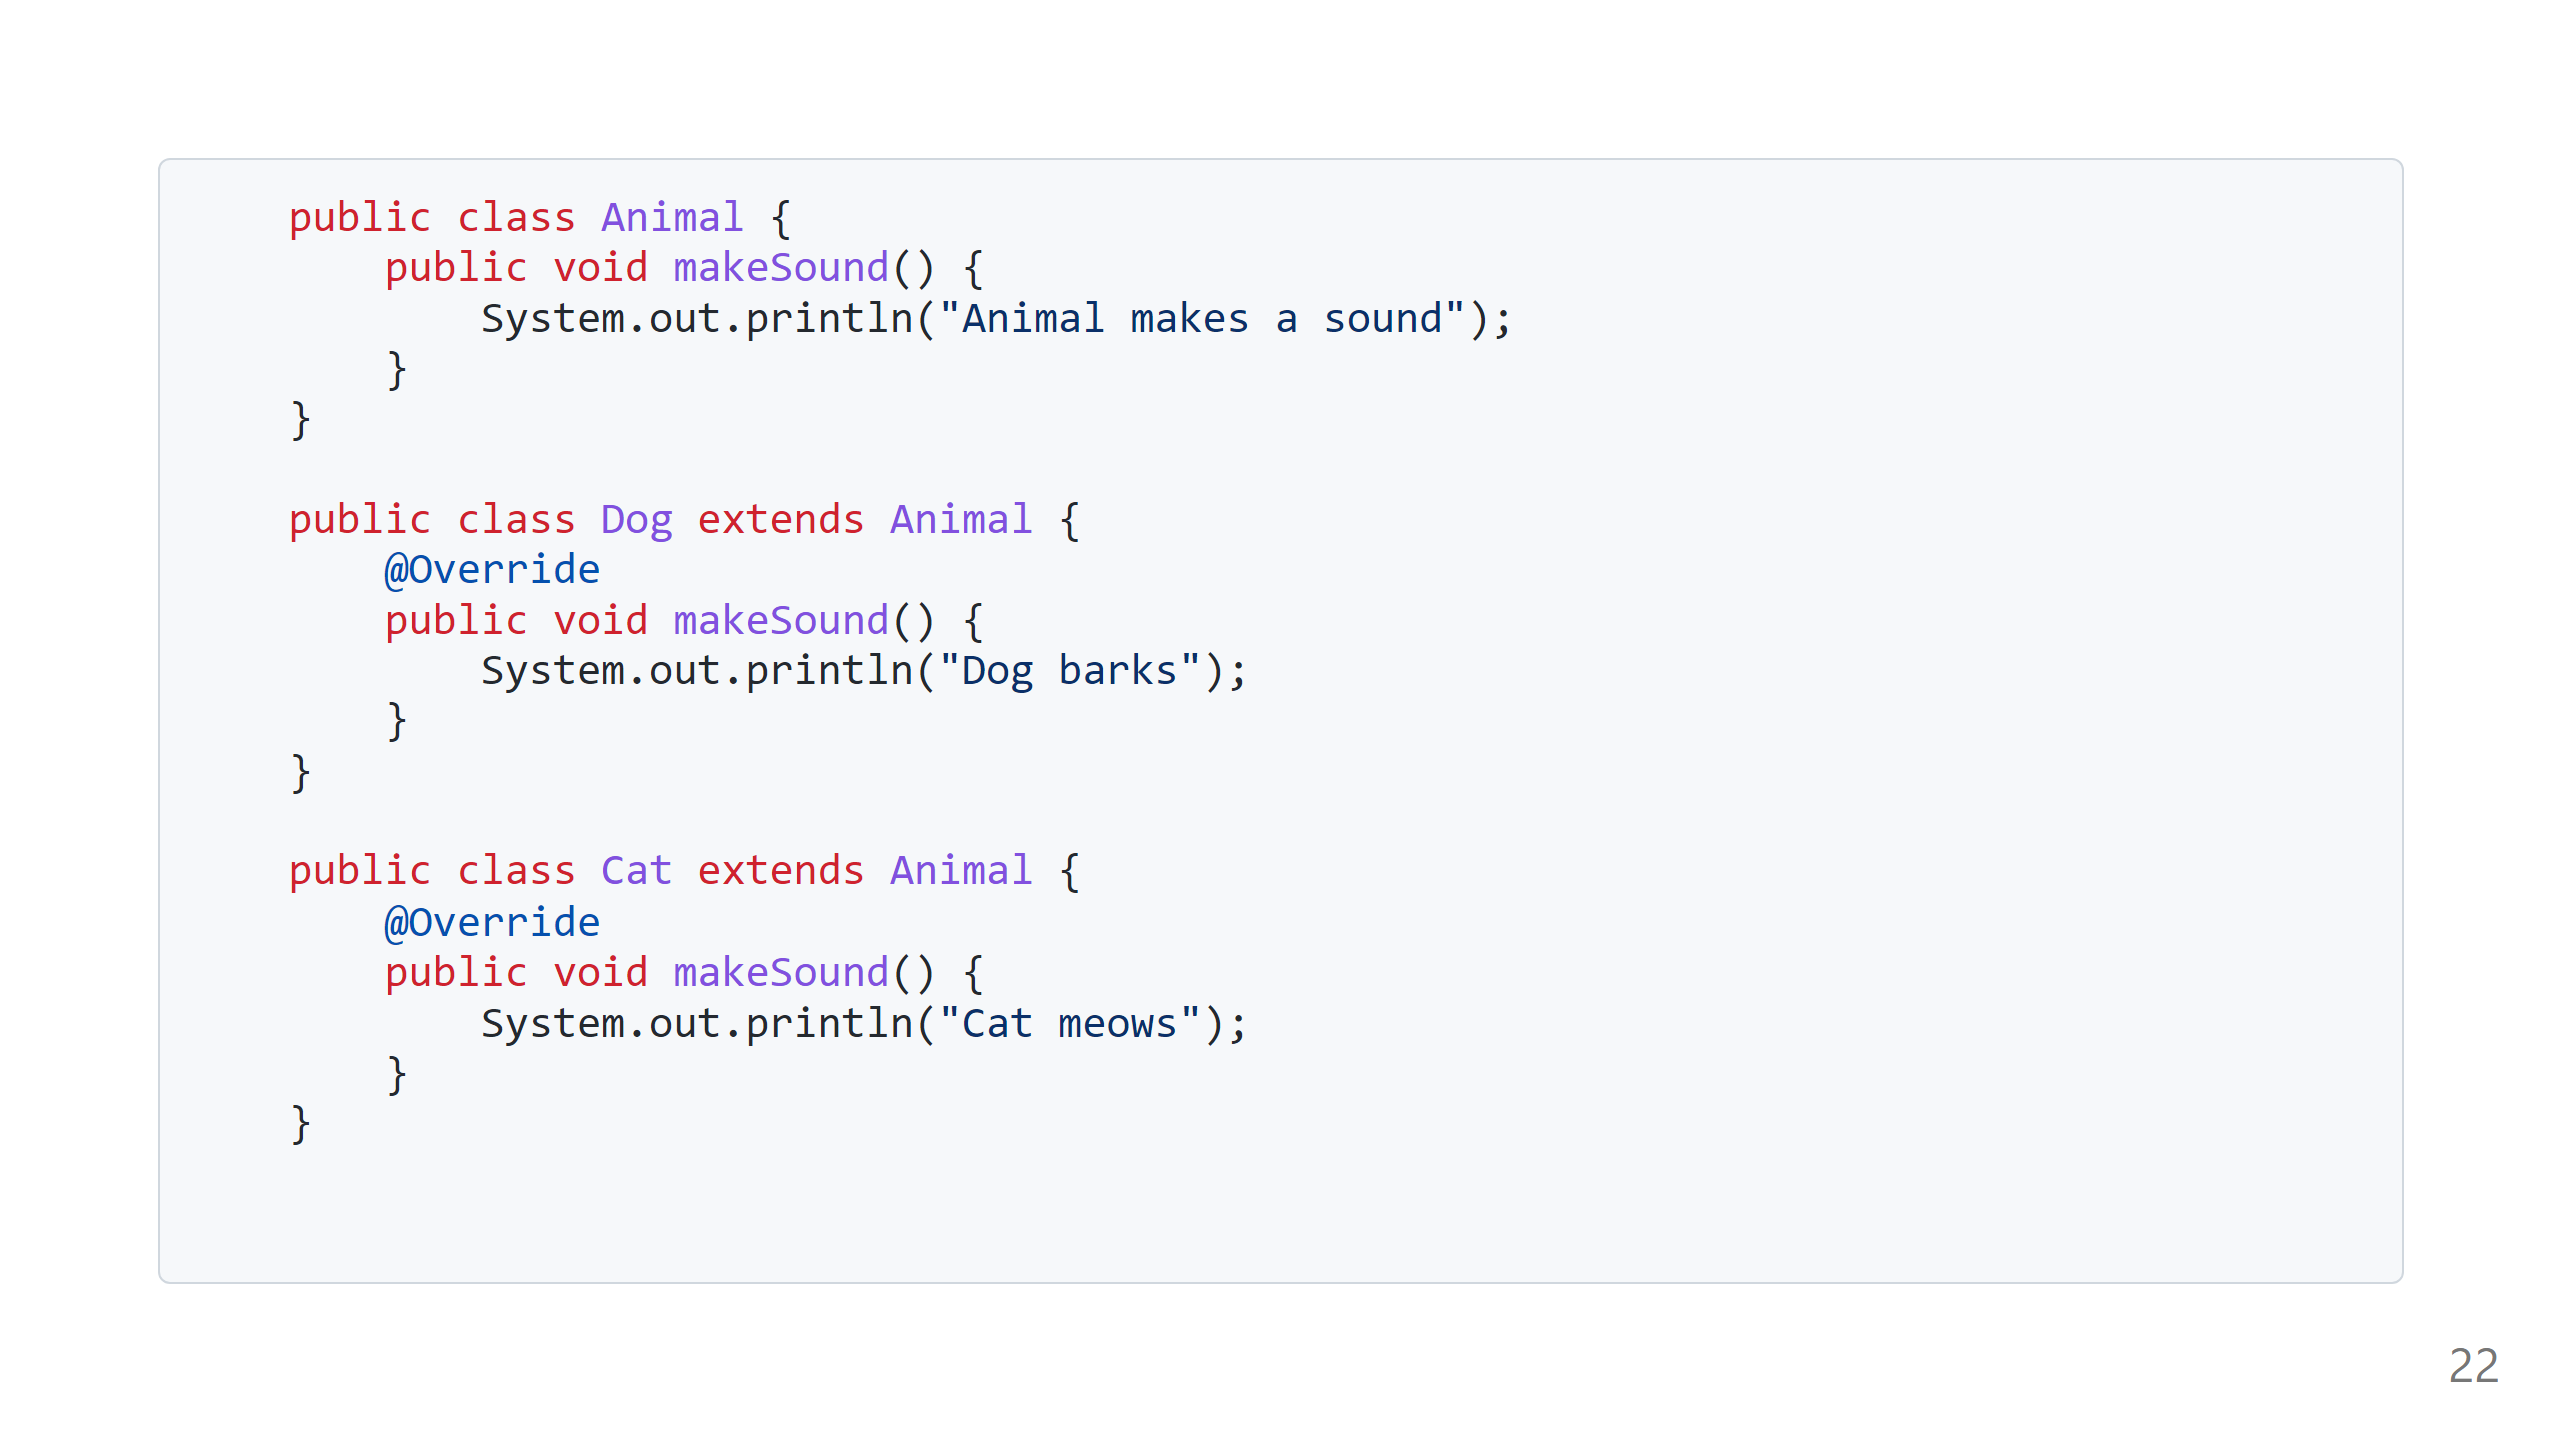 public class Animal {
    public void makeSound() {
        System.out.println("Animal makes a sound");
    }
}

public class Dog extends Animal {
    @Override
    public void makeSound() {
        System.out.println("Dog barks");
    }
}

public class Cat extends Animal {
    @Override
    public void makeSound() {
        System.out.println("Cat meows");
    }
}
22